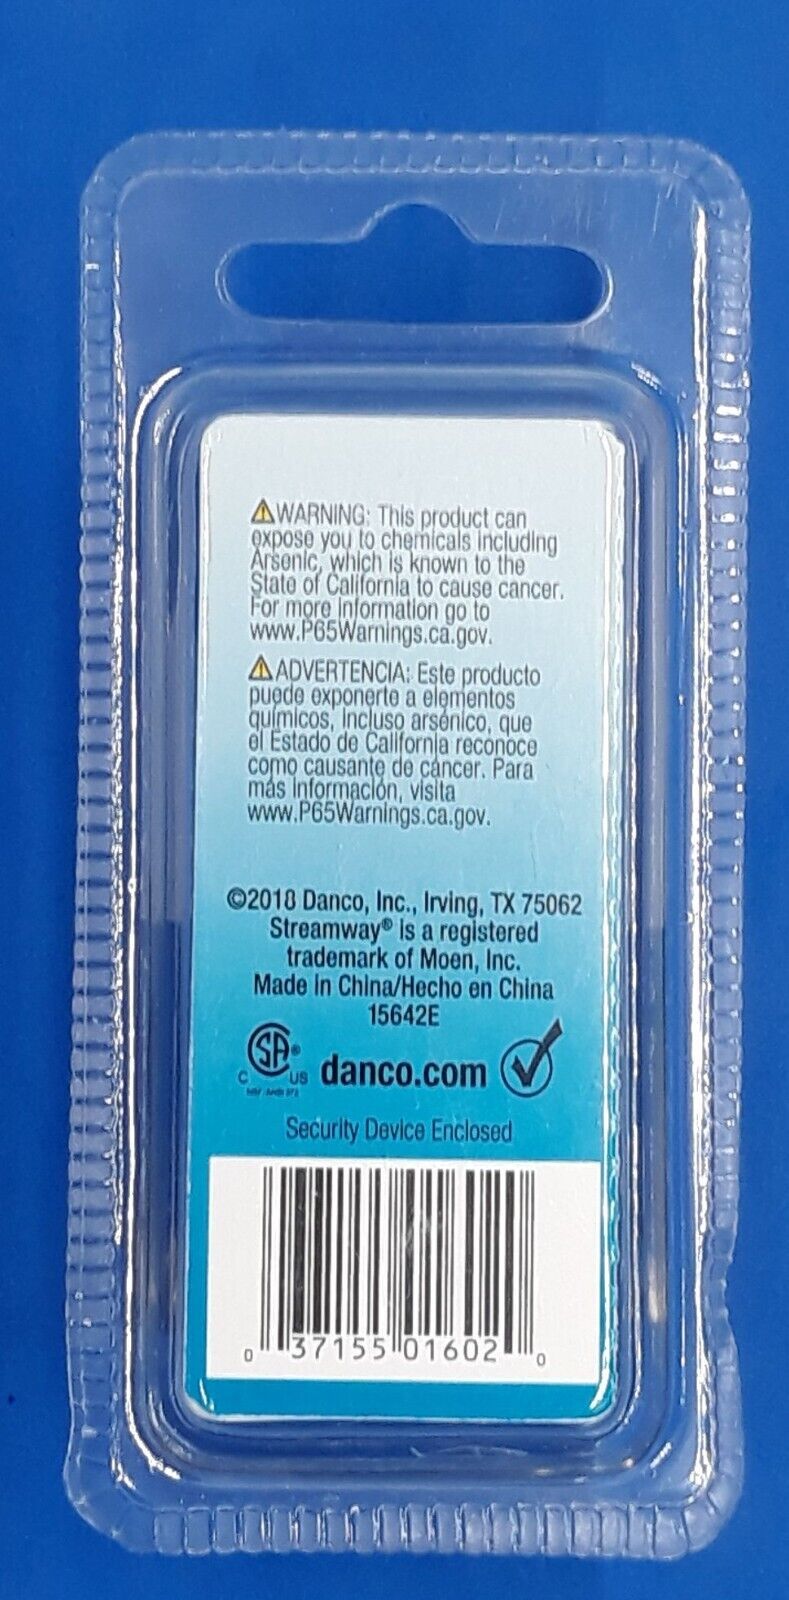 ⚠WARNING: This product can
expose you to chemicals including
Arsenic, which is known to the
State of California to cause cancer.
For more information go to
www.P65Warnings.ca.gov.
⚠ADVERTENCIA: Este producto
puede exponerte a elementos
químicos, incluso arsénico, que
el Estado de California reconoce
como causante de cáncer. Para
más información, visita
www.P65Warnings.ca.gov.
©2018 Danco, Inc., Irving, TX 75062
Streamway® is a registered
trademark of Moen, Inc.
Made in China/Hecho en China
15642E
SA®
C US
danco.com
Security Device Enclosed
0 37155 01602 0